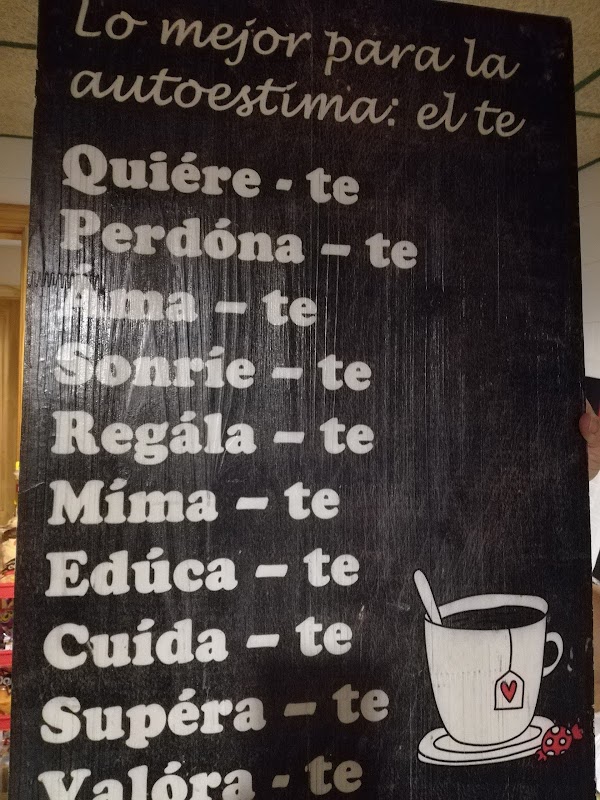 Lo mejor para la
autoestima: el te
Quiére - te
Perdóna – te
Áma – te
Sonríe – te
Regála – te
Míma – te
Edúca – te
Cuída – te
Supéra – te
Valóra - te